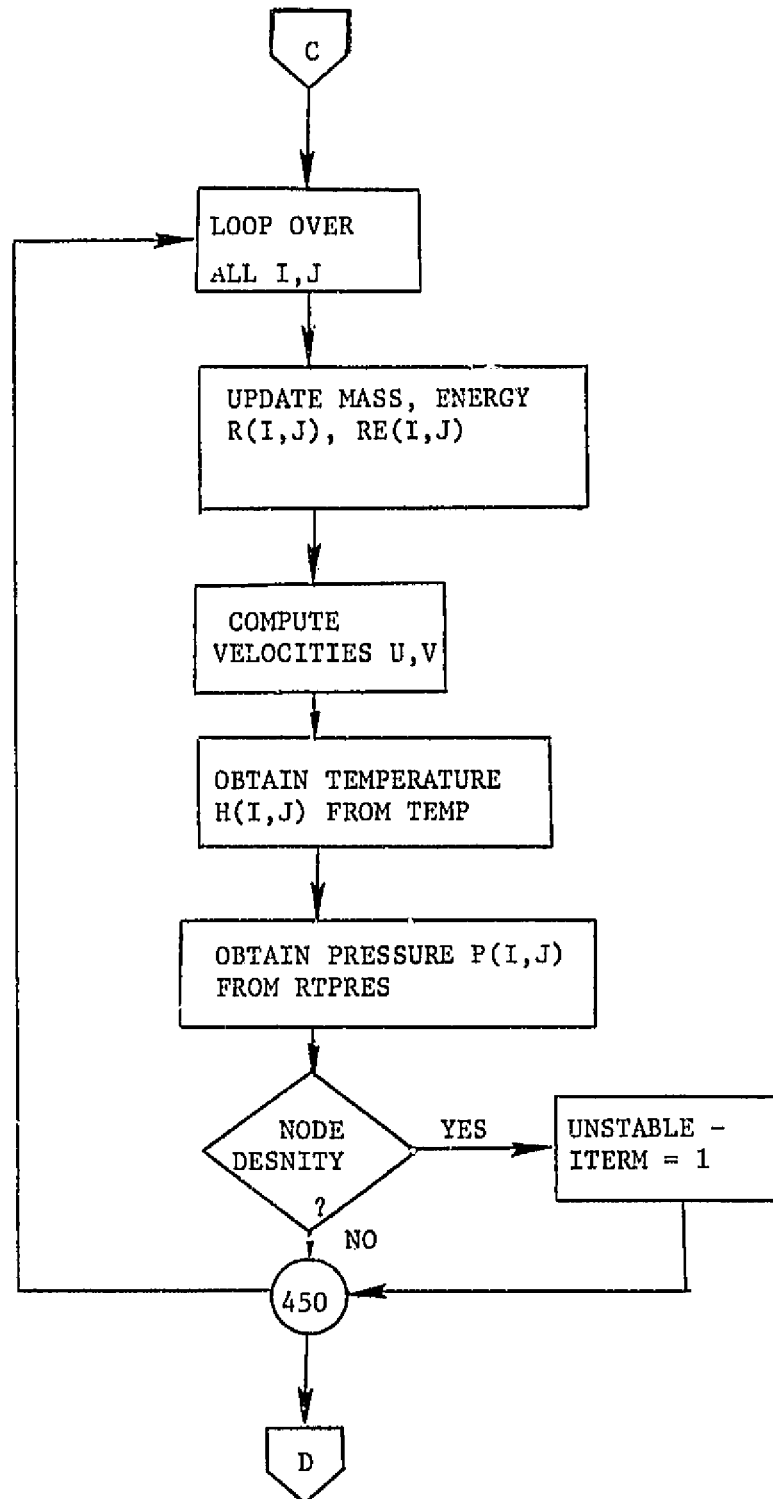 C
LOOP OVER
ALL I,J
UPDATE MASS, ENERGY
R(I,J), RE(I,J)
COMPUTE
VELOCITIES U,V
OBTAIN TEMPERATURE
H(I,J) FROM TEMP
OBTAIN PRESSURE P(I,J)
FROM RTPRES
NODE
DESNITY
?
YES
UNSTABLE -
ITERM = 1
NO
450
D